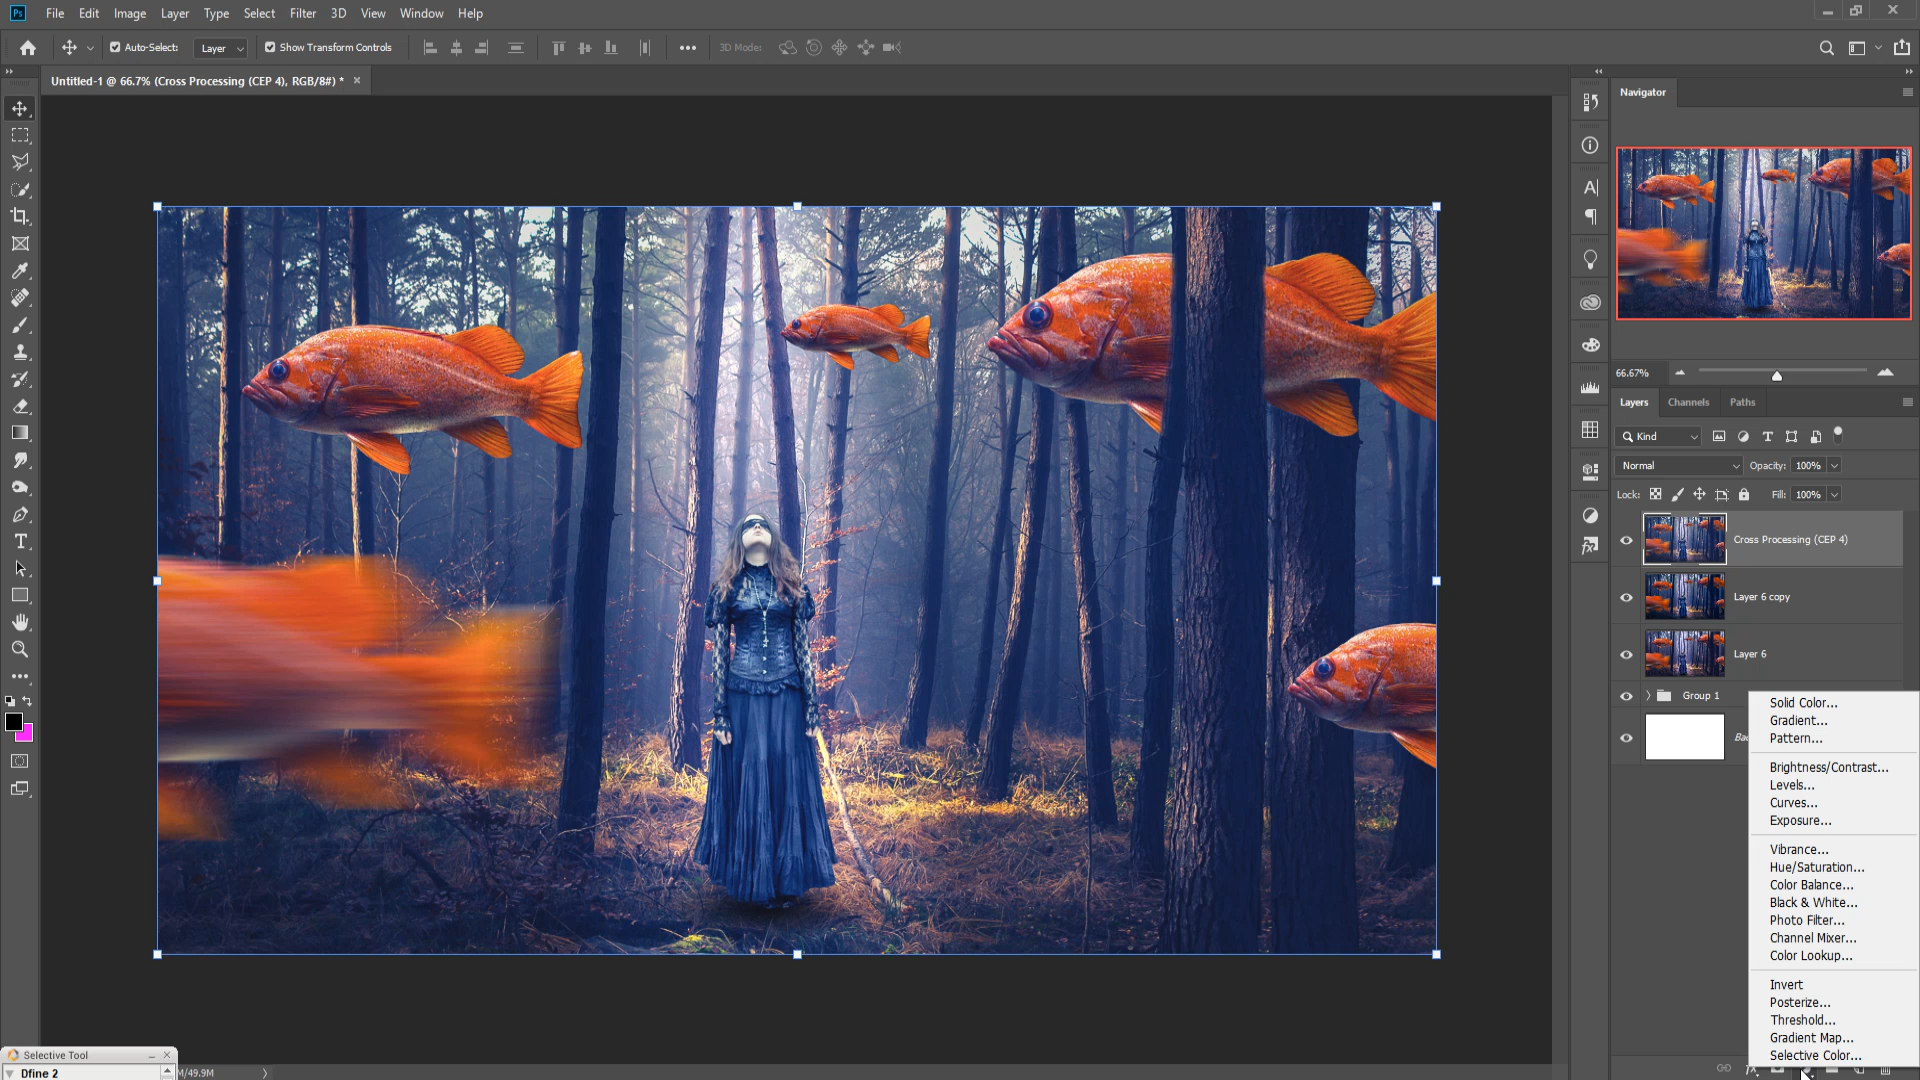 Ps File Edit Image Layer Type Select Filter 3D View Window Help
Auto-Select: Layer Show Transform Controls 3D Mode:
Untitled-1 @ 66.7% (Cross Processing (CEP 4), RGB/8#) *
Navigator
66.67%
Layers Channels Paths
Kind
Normal Opacity: 100%
Lock: Fill: 100%
Cross Processing (CEP 4)
Layer 6 copy
Layer 6
Group 1
Solid Color...
Gradient...
Pattern...
Brightness/Contrast...
Levels...
Curves...
Exposure...
Vibrance...
Hue/Saturation...
Color Balance...
Black & White...
Photo Filter...
Channel Mixer...
Color Lookup...
Invert
Posterize...
Threshold...
Gradient Map...
Selective Color...
Selective Tool
Dfine 2
M/49.9M